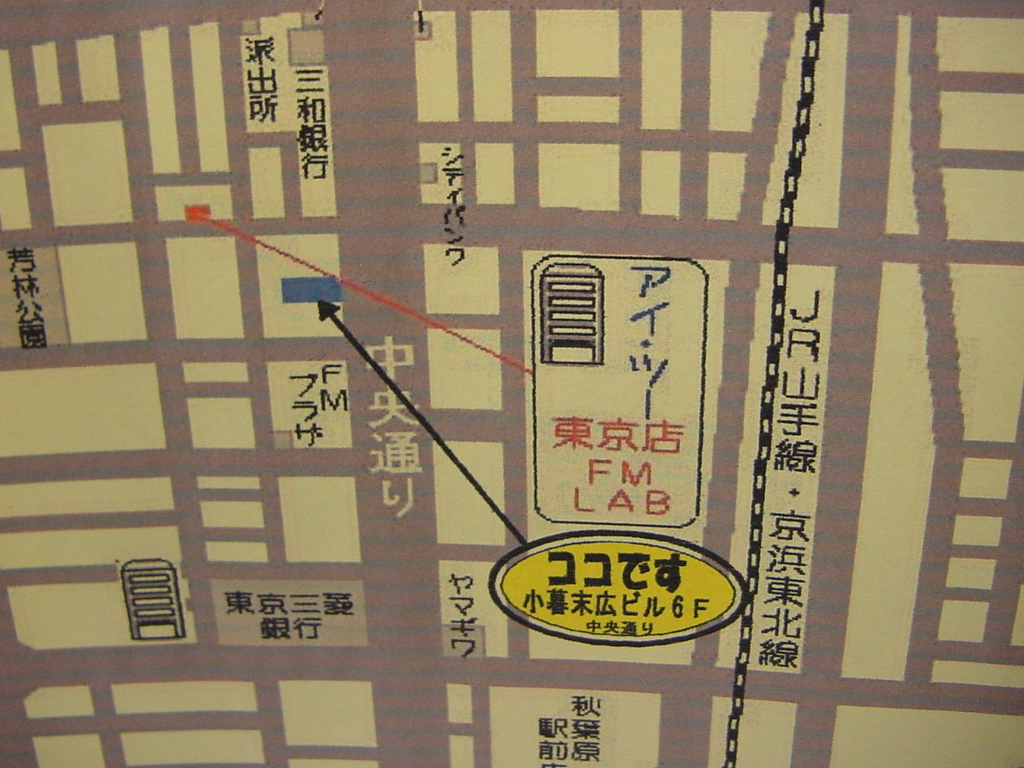 派出所
三和銀行
シティバンク
芳林公園
アイ・ツー
東京店
FM
LAB
FM
プラザ
中央通り
JR山手線・京浜東北線
ココです
小暮末広ビル6F
中央通り
東京三菱
銀行
ヤマギワ
秋葉原
駅前